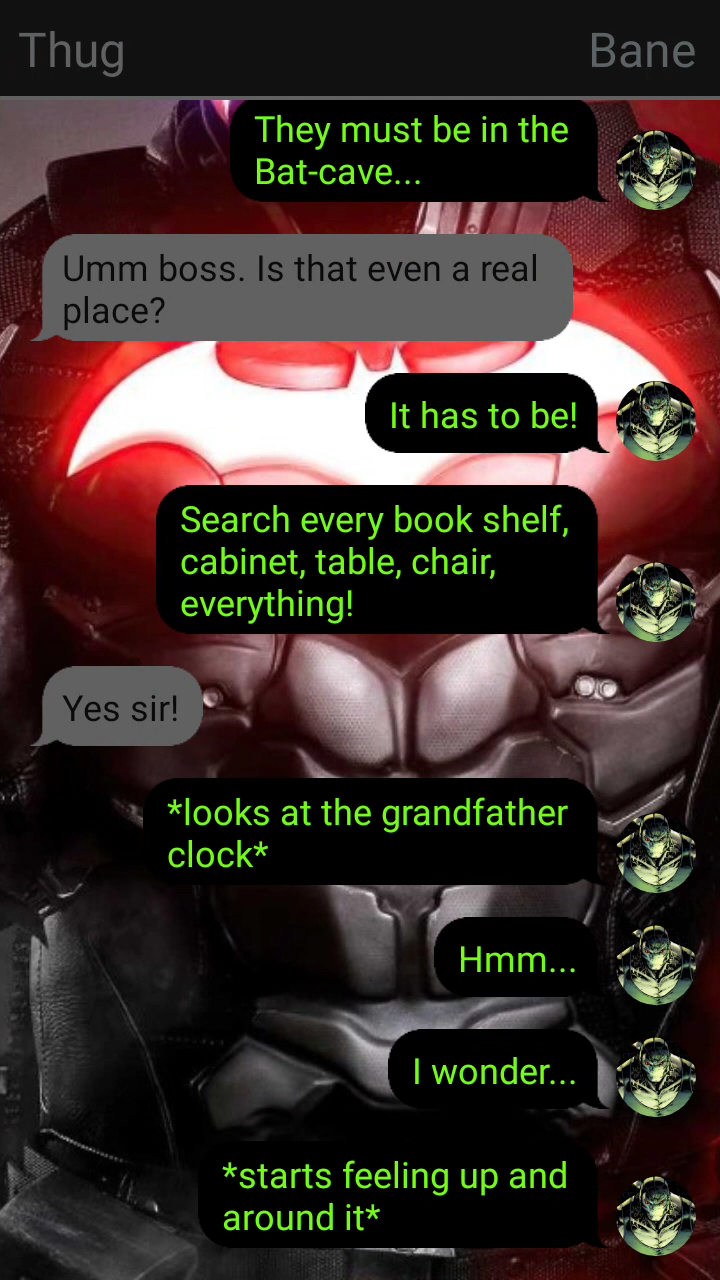 Thug
Bane
They must be in the
Bat-cave...
Umm boss. Is that even a real
place?
It has to be!
Search every book shelf,
cabinet, table, chair,
everything!
Yes sir!
*looks at the grandfather
clock*
Hmm...
I wonder...
*starts feeling up and
around it*